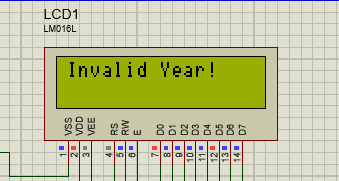 LCD1
LM016L
Invalid Year!
VSS
VDD
VEE
RS
RW
E
D0
D1
D2
D3
D4
D5
D6
D7
1
2
3
4
5
6
7
8
9
10
11
12
13
14